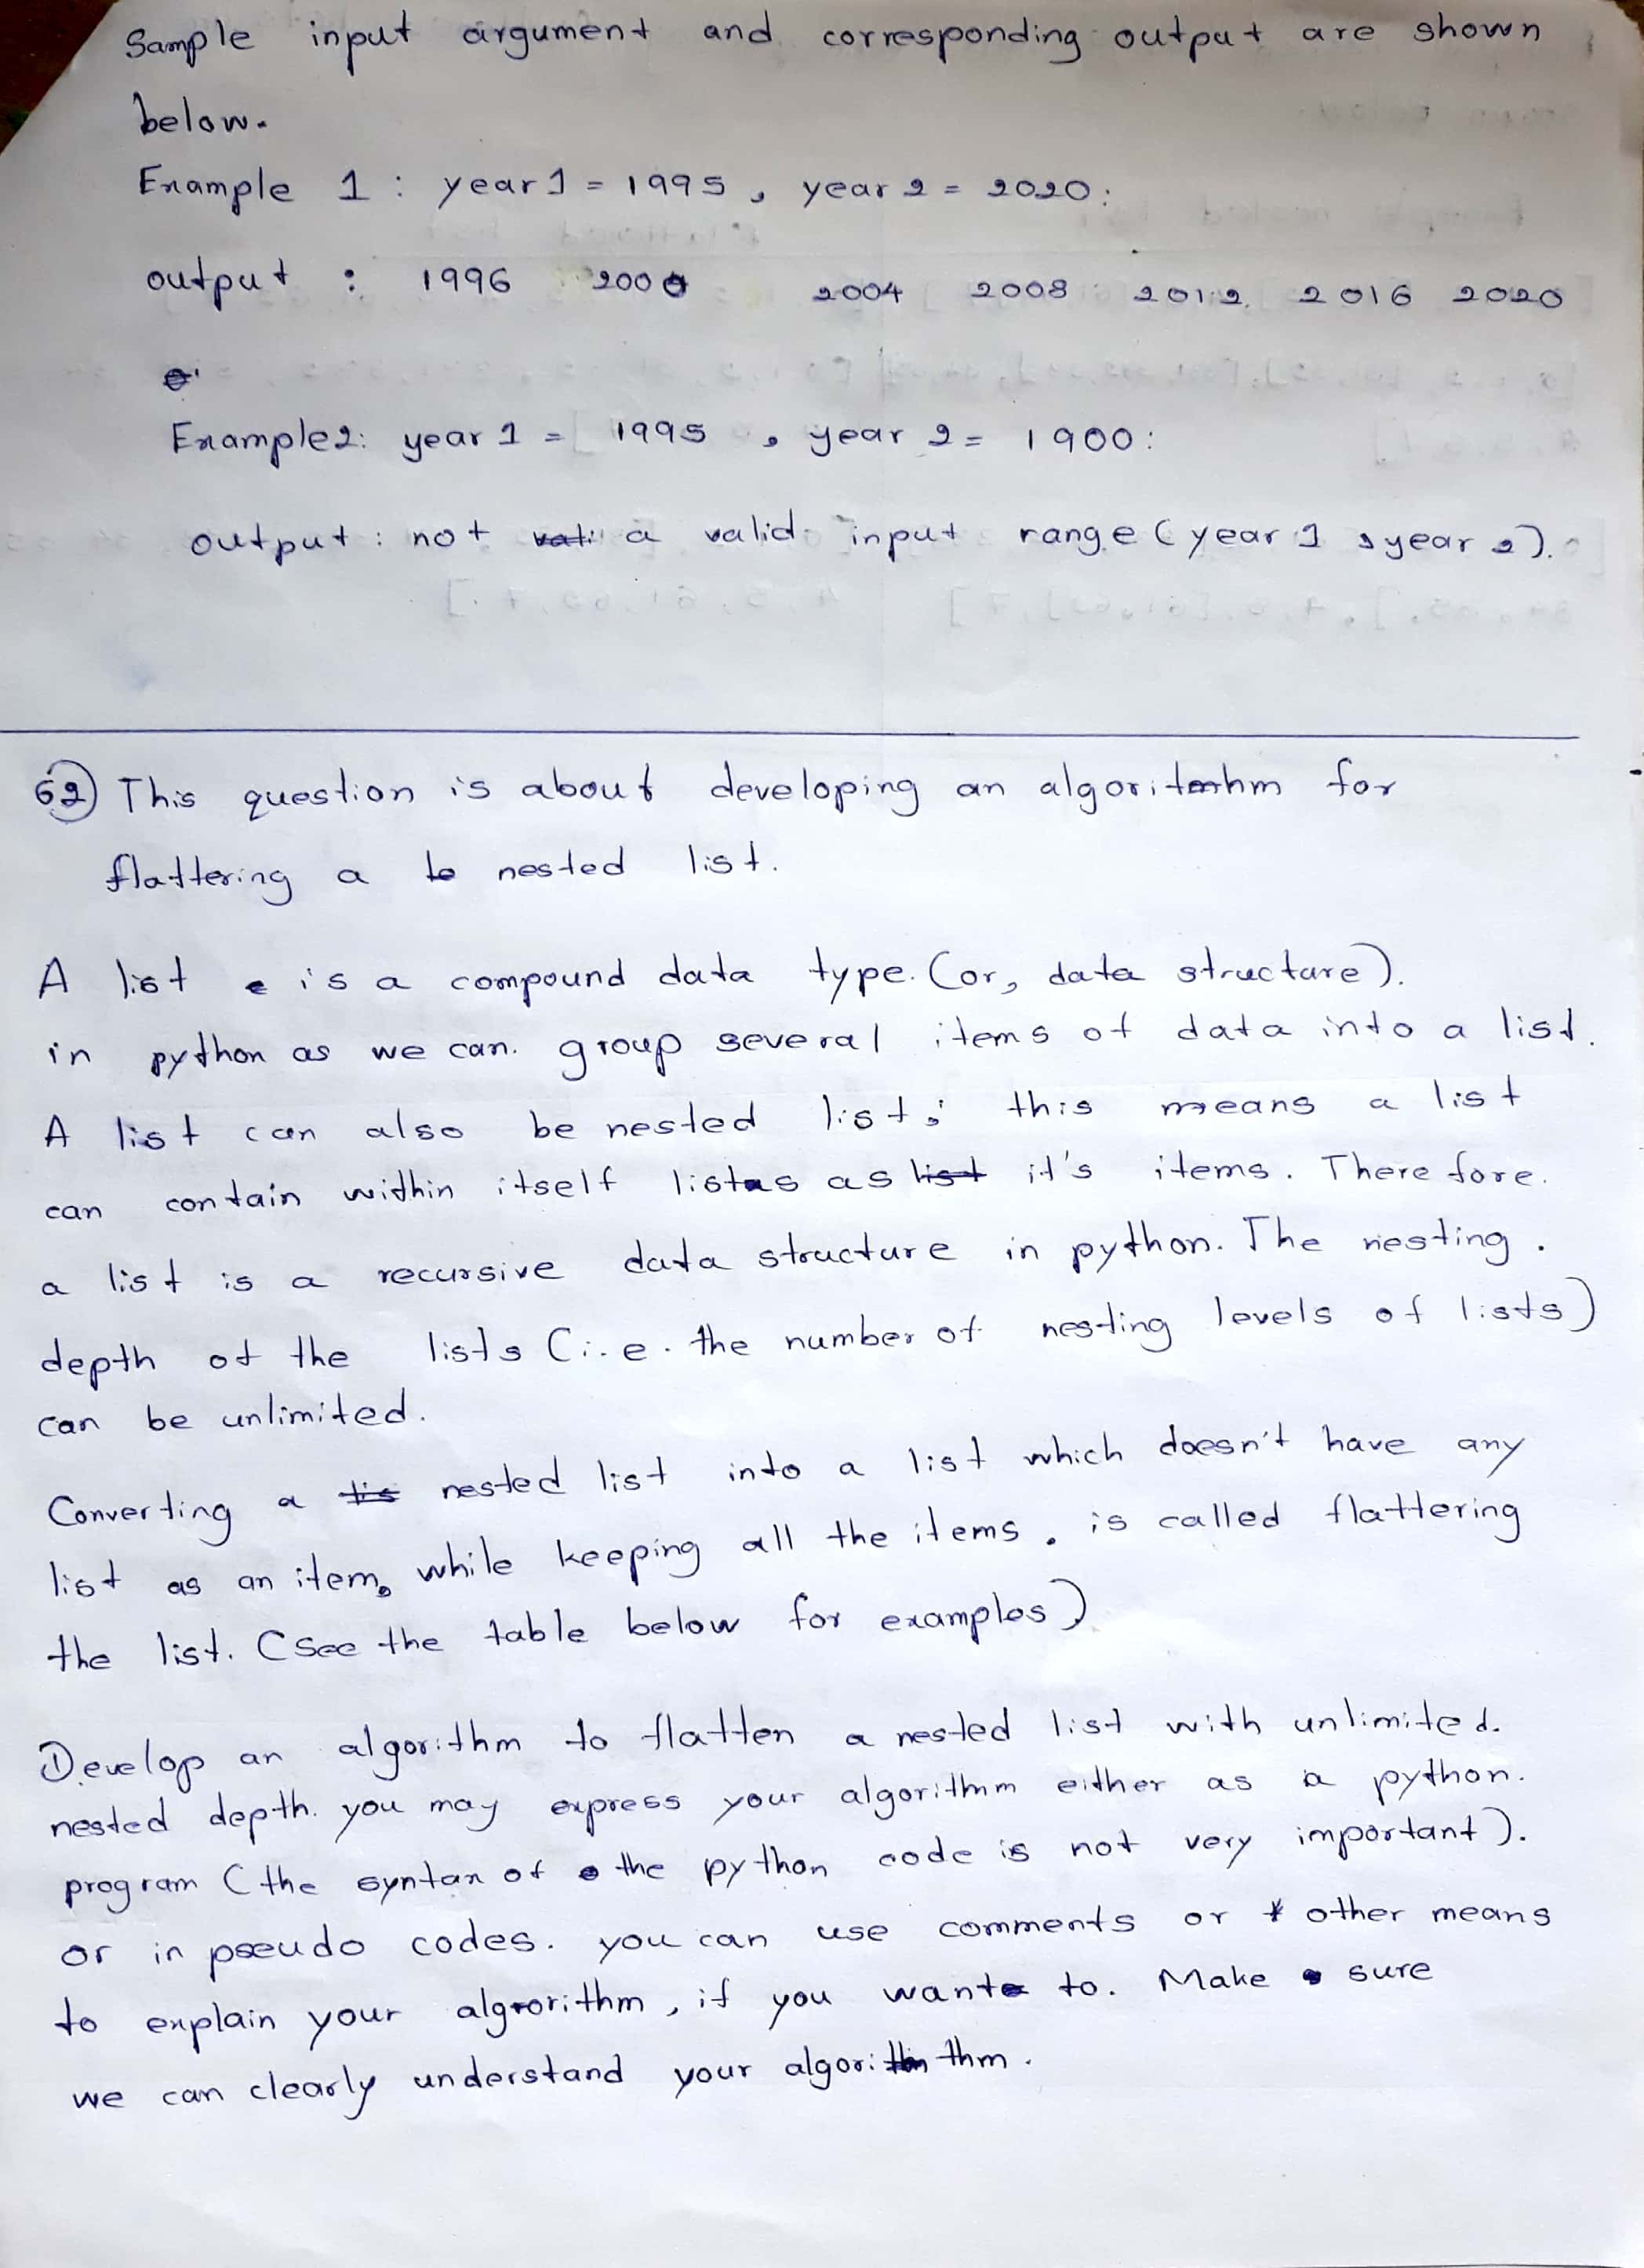 Sample input argument and corresponding output are shown
below.
Example 1 : year 1 = 1995 , year 2 = 2020 :
output : 1996 2000 2004 2008 2012 2016 2020
Example 2: year 1 = 1995 , year 2 = 1900 :
output : not a valid input range (year 1 , year 2).
62 This question is about developing an algorithm for
flattering a nested list.
A list is a compound data type. (or, data structure).
in python as we can. group several items of data into a list.
A list can also be nested list; this means a list
can contain within itself lists as it's items. There fore.
a list is a recursive data structure in python. The nesting.
depth of the lists (i.e. the number of nesting levels of lists)
can be unlimited.
Converting a nested list into a list which doesn't have any
list as an item, while keeping all the items. is called flattering
the list. (See the table below for examples)
Develop an algorithm to flatten a nested list with unlimited.
nested depth. you may express your algorithm either as a python.
program (the syntax of the python code is not very important).
or in pseudo codes. you can use comments or other means
to explain your algrorithm, if you want to. Make sure
we can clearly understand your algorithm.